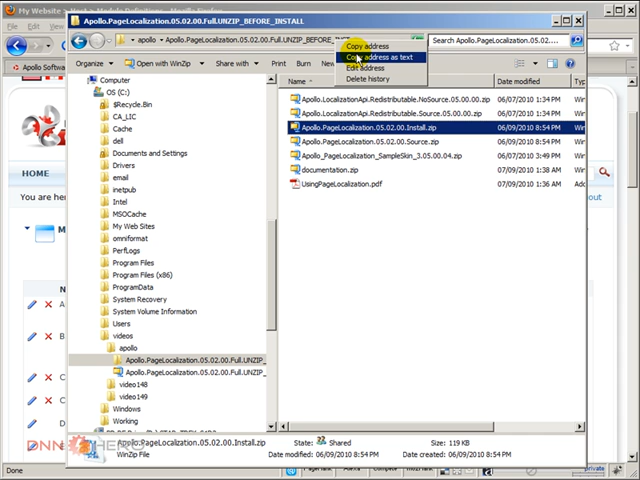 My Website > Host > Module Definitions
Apollo.PageLocalization.05.02.00.Full.UNZIP_BEFORE_INSTALL
File
apollo
Apollo.PageLocalization.05.02.00.Full.UNZIP_BEFORE_INST
Search Apollo.PageLocalization.05.02....
Copy address
Copy address as text
Edit address
Delete history
Organize
Open with WinZip
Share with
Print
Burn
Apollo Softwa
Computer
OS (C:)
$Recycle.Bin
CA_LIC
Cache
dell
Documents and Settings
Drivers
email
inetpub
Intel
MSOCache
My Web Sites
omniformat
PerfLogs
Program Files
Program Files (x86)
ProgramData
System Recovery
System Volume Information
Users
videos
apollo
Apollo.PageLocalization.05.02.00.Full.UNZIP_
Apollo.PageLocalization.05.02.00.Full.UNZIP_
video148
video149
Windows
Working
Name
Date modified
Type
Apollo.LocalizationApi.Redistributable.NoSource.05.00.00.zip 06/07/2010 1:34 PM Win
Apollo.LocalizationApi.Redistributable.Source.05.00.00.zip 06/07/2010 1:34 PM Win
Apollo.PageLocalization.05.02.00.Install.zip 06/09/2010 8:54 PM Win
Apollo.PageLocalization.05.02.00.Source.zip 06/09/2010 8:54 PM Win
Apollo_PageLocalization_SampleSkin_3.05.00.04.zip 06/07/2010 3:49 PM Win
documentation.zip 07/09/2010 1:38 AM Win
UsingPageLocalization.pdf 07/09/2010 1:36 AM Ado
HOME
You are he
out
M
N
A
B
C
C
D
DNN HERO
Apollo.PageLocalization.05.02.00.Install.zip
WinZip File
State: Shared
Date modified: 06/09/2010 8:54 PM
Size: 119 KB
Date created: 06/09/2010 8:54 PM
Done
PageRank
Alexa
Compete
private